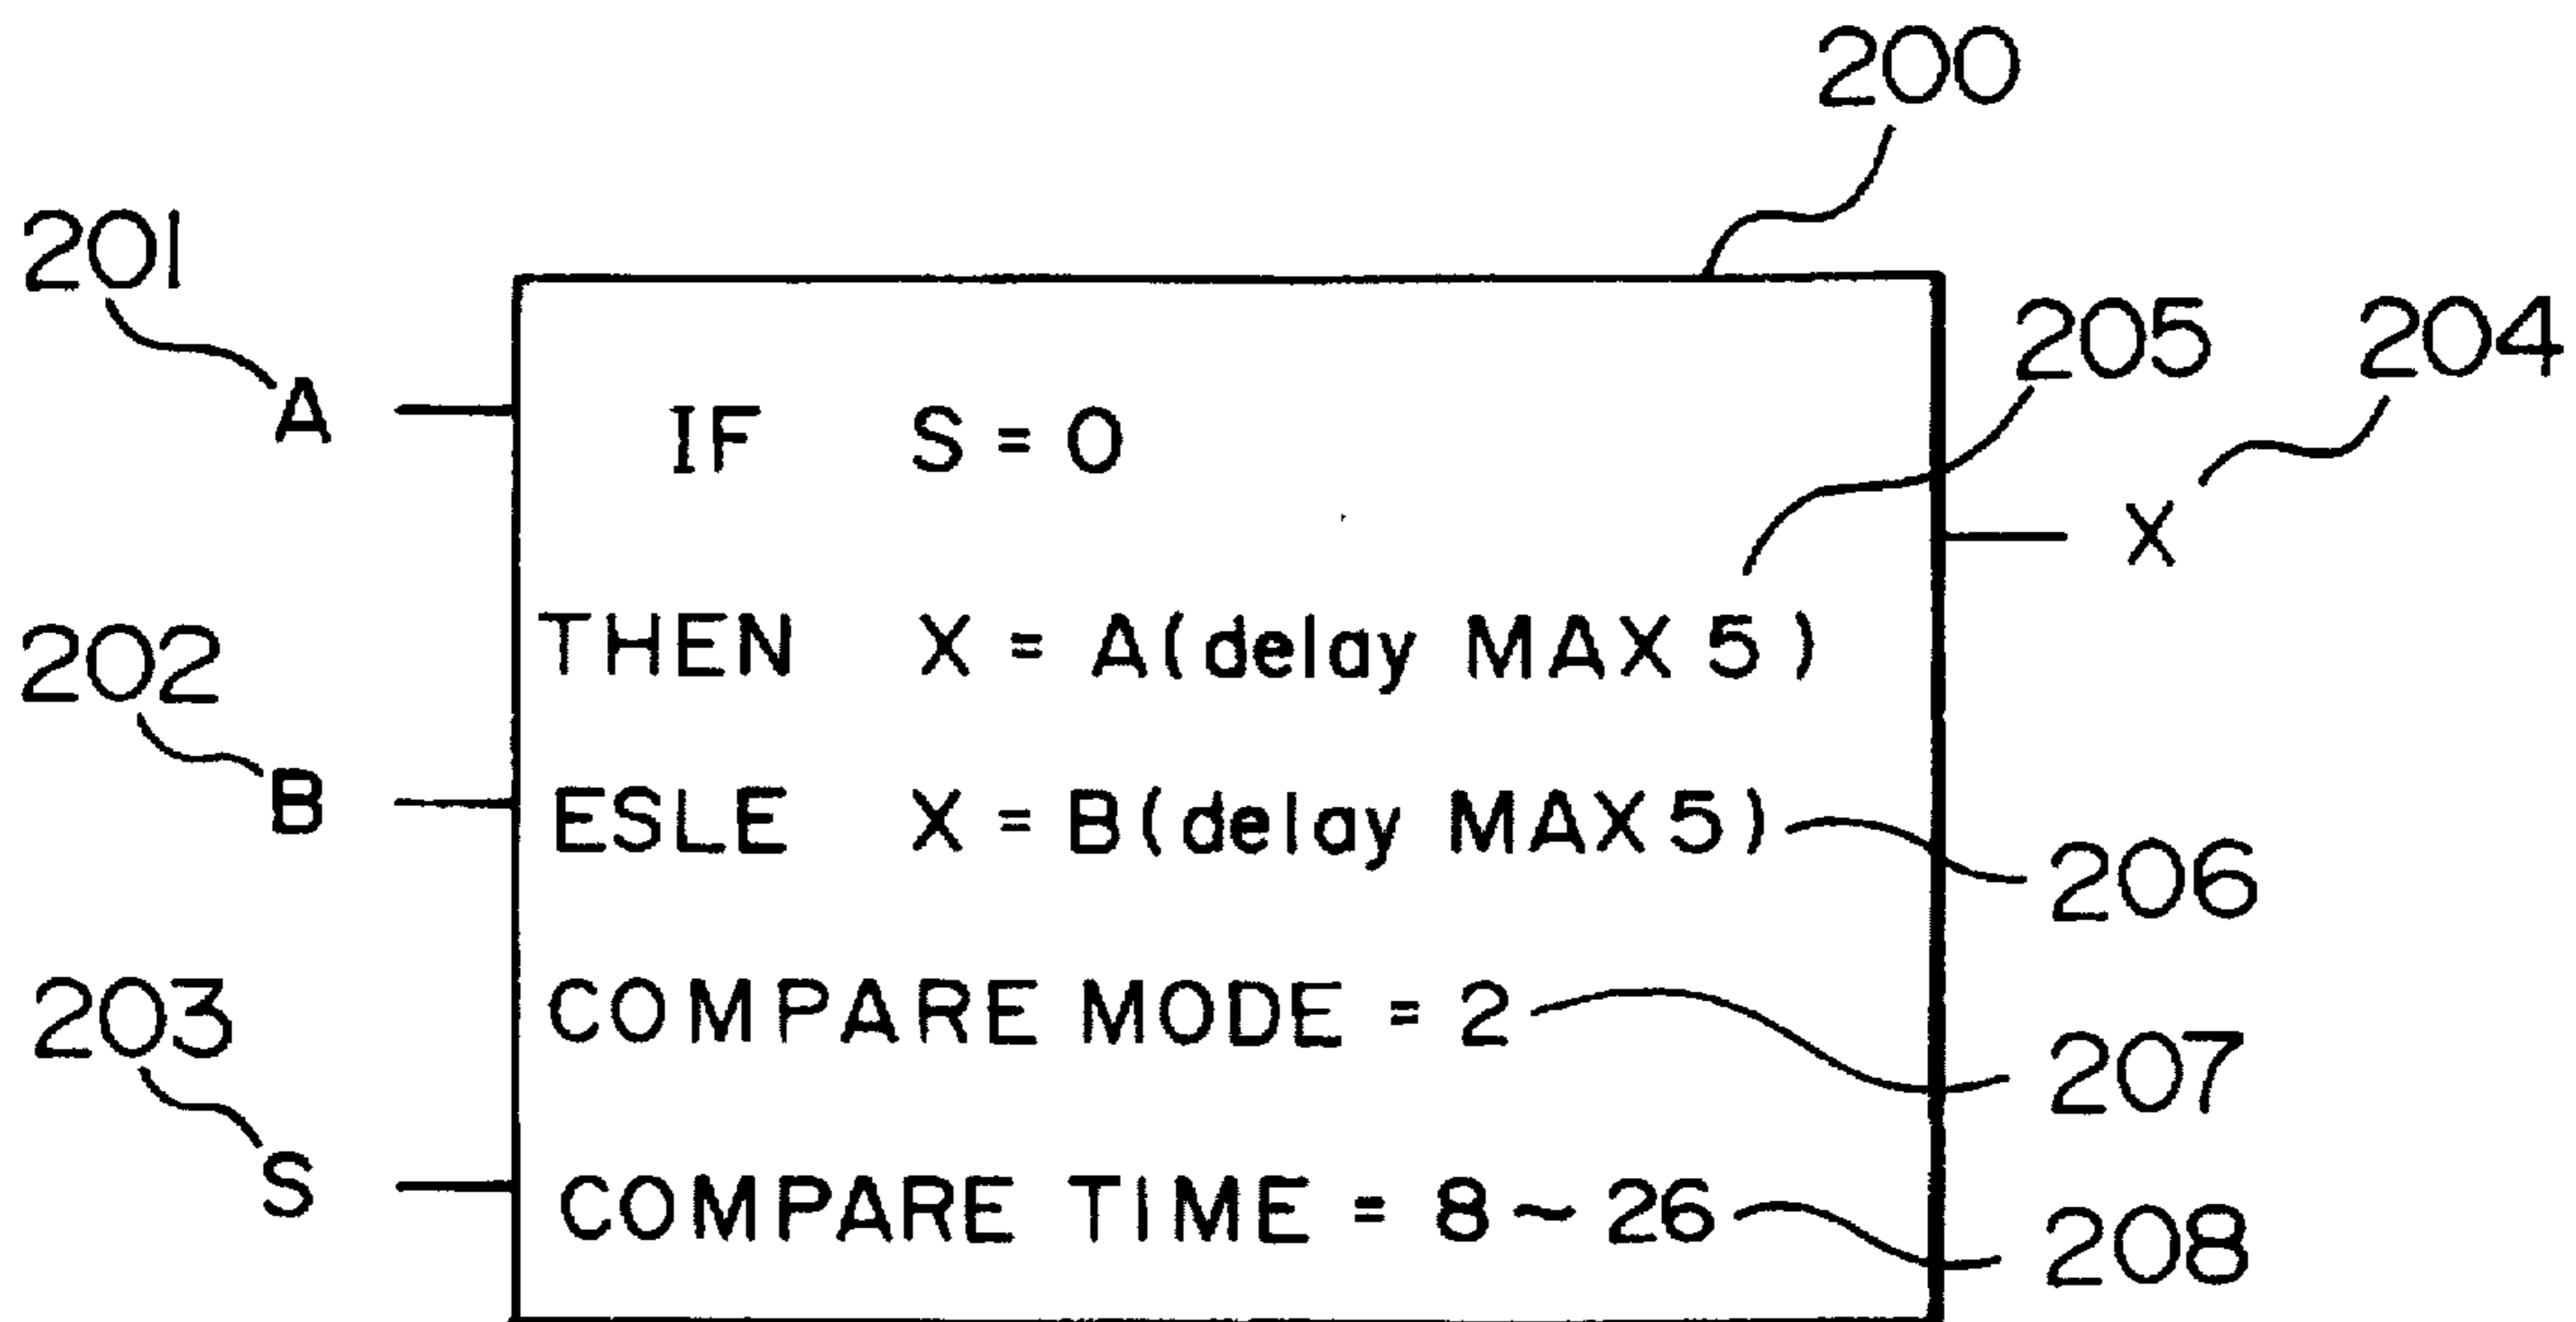 200
201
205
204
A
IF S = 0
X
THEN X = A(delay MAX 5)
202
B
ESLE X = B(delay MAX 5)
206
203
COMPARE MODE = 2
207
S
COMPARE TIME = 8 ~ 26
208